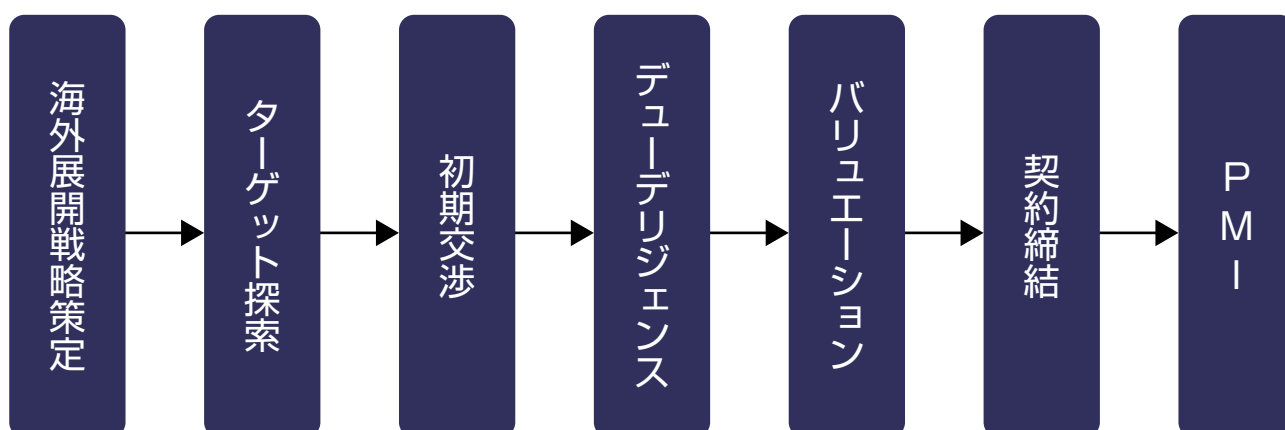 海外展開戦略策定
ターゲット探索
初期交渉
デューデリジェンス
バリュエーション
契約締結
PMI